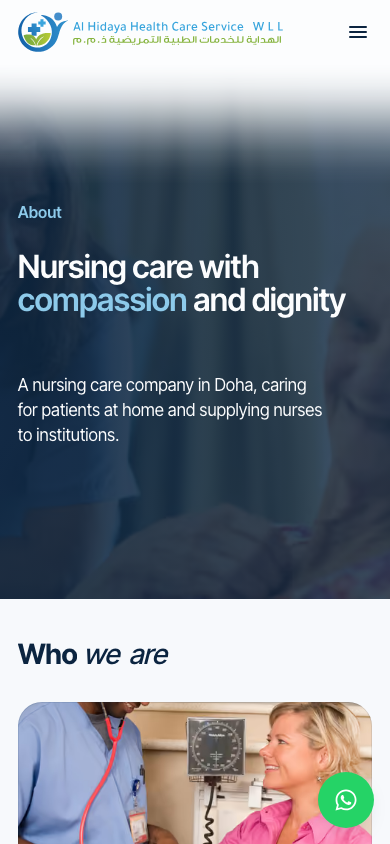 Al Hidaya Health Care Service W L L
الهداية للخدمات الطبية التمريضية ذ.م.م
About
Nursing care with
compassion and dignity
A nursing care company in Doha, caring
for patients at home and supplying nurses
to institutions.
Who we are